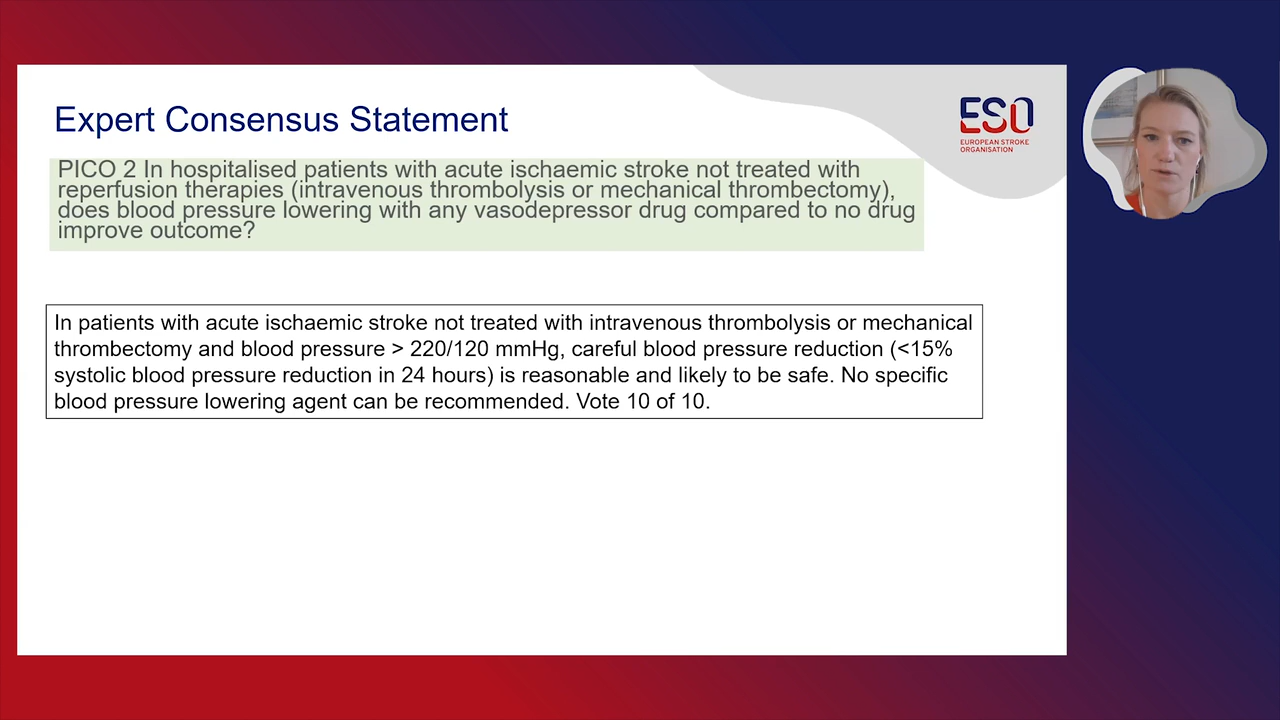 Expert Consensus Statement
ESO
EUROPEAN STROKE
ORGANISATION
PICO 2 In hospitalised patients with acute ischaemic stroke not treated with
reperfusion therapies (intravenous thrombolysis or mechanical thrombectomy),
does blood pressure lowering with any vasodepressor drug compared to no drug
improve outcome?
In patients with acute ischaemic stroke not treated with intravenous thrombolysis or mechanical
thrombectomy and blood pressure > 220/120 mmHg, careful blood pressure reduction (<15%
systolic blood pressure reduction in 24 hours) is reasonable and likely to be safe. No specific
blood pressure lowering agent can be recommended. Vote 10 of 10.